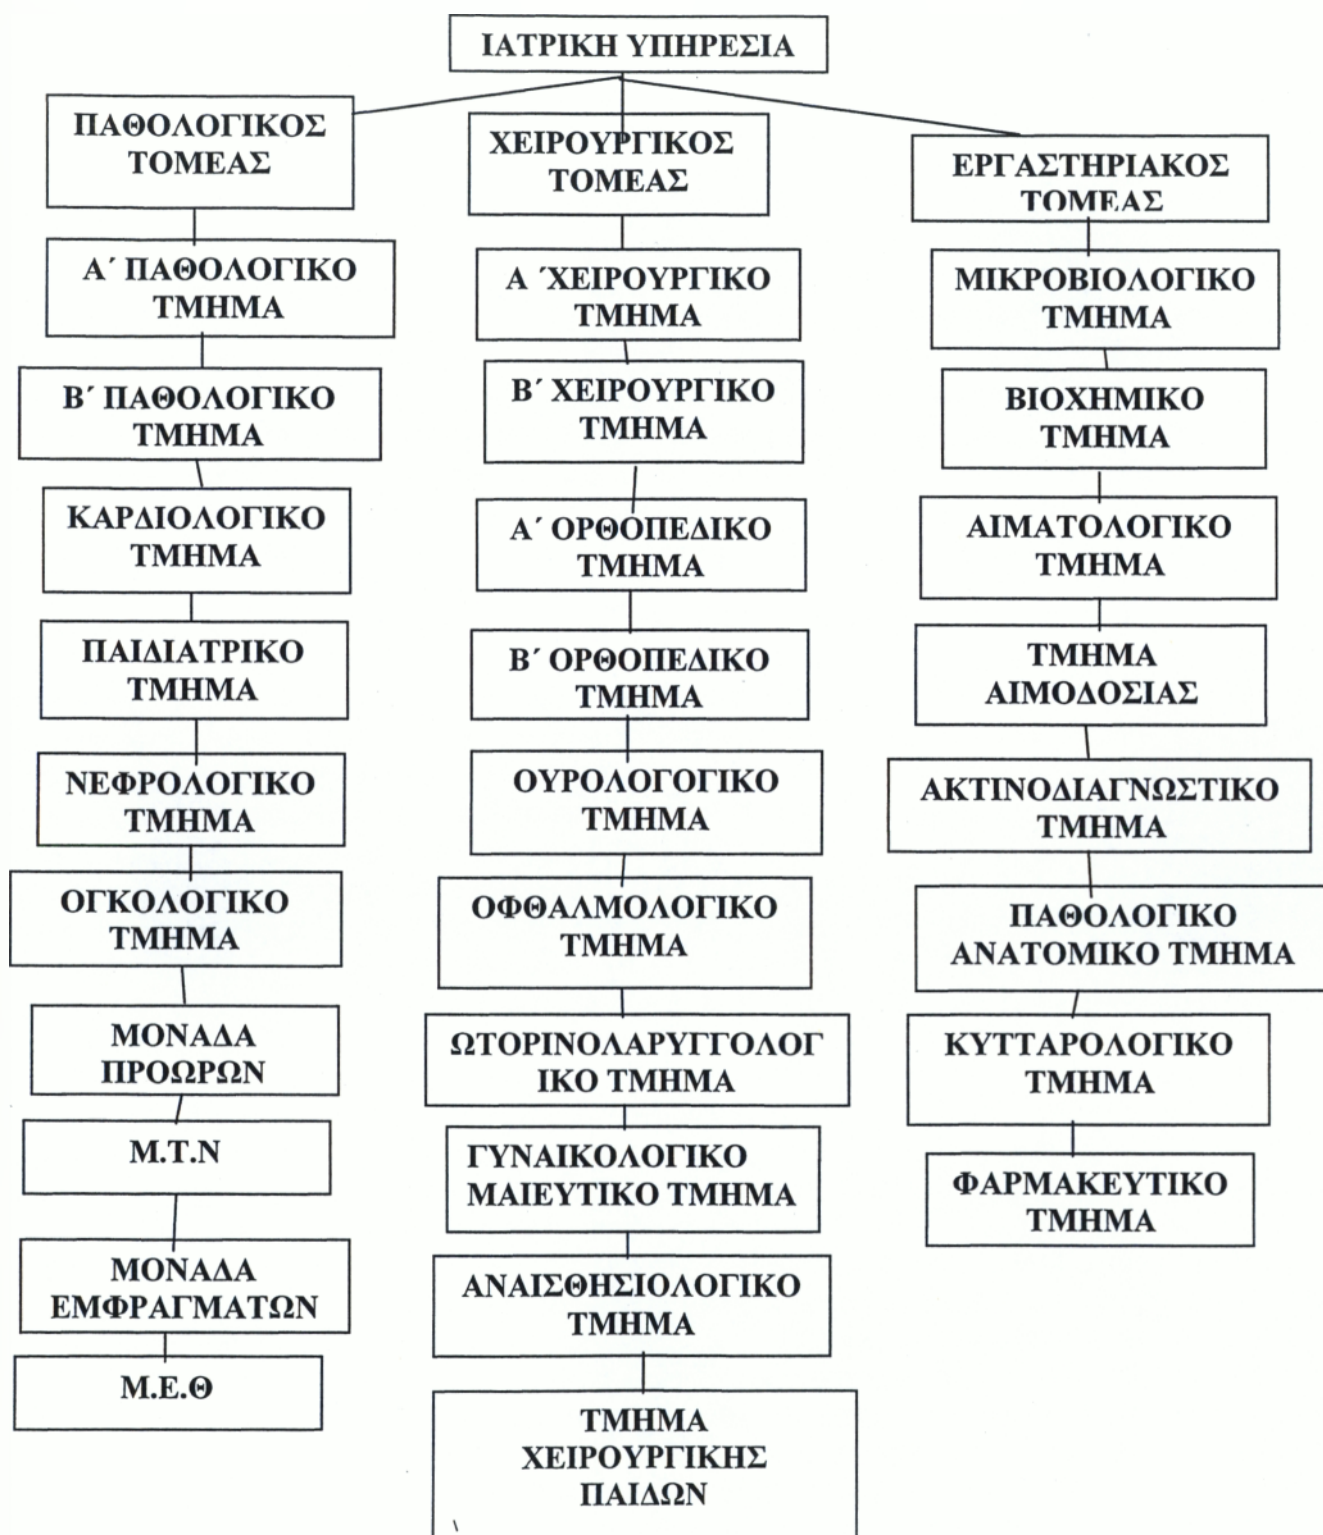 ΙΑΤΡΙΚΗ ΥΠΗΡΕΣΙΑ
ΠΑΘΟΛΟΓΙΚΟΣ
ΤΟΜΕΑΣ
Α΄ ΠΑΘΟΛΟΓΙΚΟ
ΤΜΗΜΑ
Β΄ ΠΑΘΟΛΟΓΙΚΟ
ΤΜΗΜΑ
ΚΑΡΔΙΟΛΟΓΙΚΟ
ΤΜΗΜΑ
ΠΑΙΔΙΑΤΡΙΚΟ
ΤΜΗΜΑ
ΝΕΦΡΟΛΟΓΙΚΟ
ΤΜΗΜΑ
ΟΓΚΟΛΟΓΙΚΟ
ΤΜΗΜΑ
ΜΟΝΑΔΑ
ΠΡΟΩΡΩΝ
Μ.Τ.Ν
ΜΟΝΑΔΑ
ΕΜΦΡΑΓΜΑΤΩΝ
Μ.Ε.Θ
ΧΕΙΡΟΥΡΓΙΚΟΣ
ΤΟΜΕΑΣ
Α ΄ΧΕΙΡΟΥΡΓΙΚΟ
ΤΜΗΜΑ
Β΄ ΧΕΙΡΟΥΡΓΙΚΟ
ΤΜΗΜΑ
Α΄ ΟΡΘΟΠΕΔΙΚΟ
ΤΜΗΜΑ
Β΄ ΟΡΘΟΠΕΔΙΚΟ
ΤΜΗΜΑ
ΟΥΡΟΛΟΓΟΓΙΚΟ
ΤΜΗΜΑ
ΟΦΘΑΛΜΟΛΟΓΙΚΟ
ΤΜΗΜΑ
ΩΤΟΡΙΝΟΛΑΡΥΓΓΟΛΟΓ
ΙΚΟ ΤΜΗΜΑ
ΓΥΝΑΙΚΟΛΟΓΙΚΟ
ΜΑΙΕΥΤΙΚΟ ΤΜΗΜΑ
ΑΝΑΙΣΘΗΣΙΟΛΟΓΙΚΟ
ΤΜΗΜΑ
ΤΜΗΜΑ
ΧΕΙΡΟΥΡΓΙΚΗΣ
ΠΑΙΔΩΝ
ΕΡΓΑΣΤΗΡΙΑΚΟΣ
ΤΟΜΕΑΣ
ΜΙΚΡΟΒΙΟΛΟΓΙΚΟ
ΤΜΗΜΑ
ΒΙΟΧΗΜΙΚΟ
ΤΜΗΜΑ
ΑΙΜΑΤΟΛΟΓΙΚΟ
ΤΜΗΜΑ
ΤΜΗΜΑ
ΑΙΜΟΔΟΣΙΑΣ
ΑΚΤΙΝΟΔΙΑΓΝΩΣΤΙΚΟ
ΤΜΗΜΑ
ΠΑΘΟΛΟΓΙΚΟ
ΑΝΑΤΟΜΙΚΟ ΤΜΗΜΑ
ΚΥΤΤΑΡΟΛΟΓΙΚΟ
ΤΜΗΜΑ
ΦΑΡΜΑΚΕΥΤΙΚΟ
ΤΜΗΜΑ